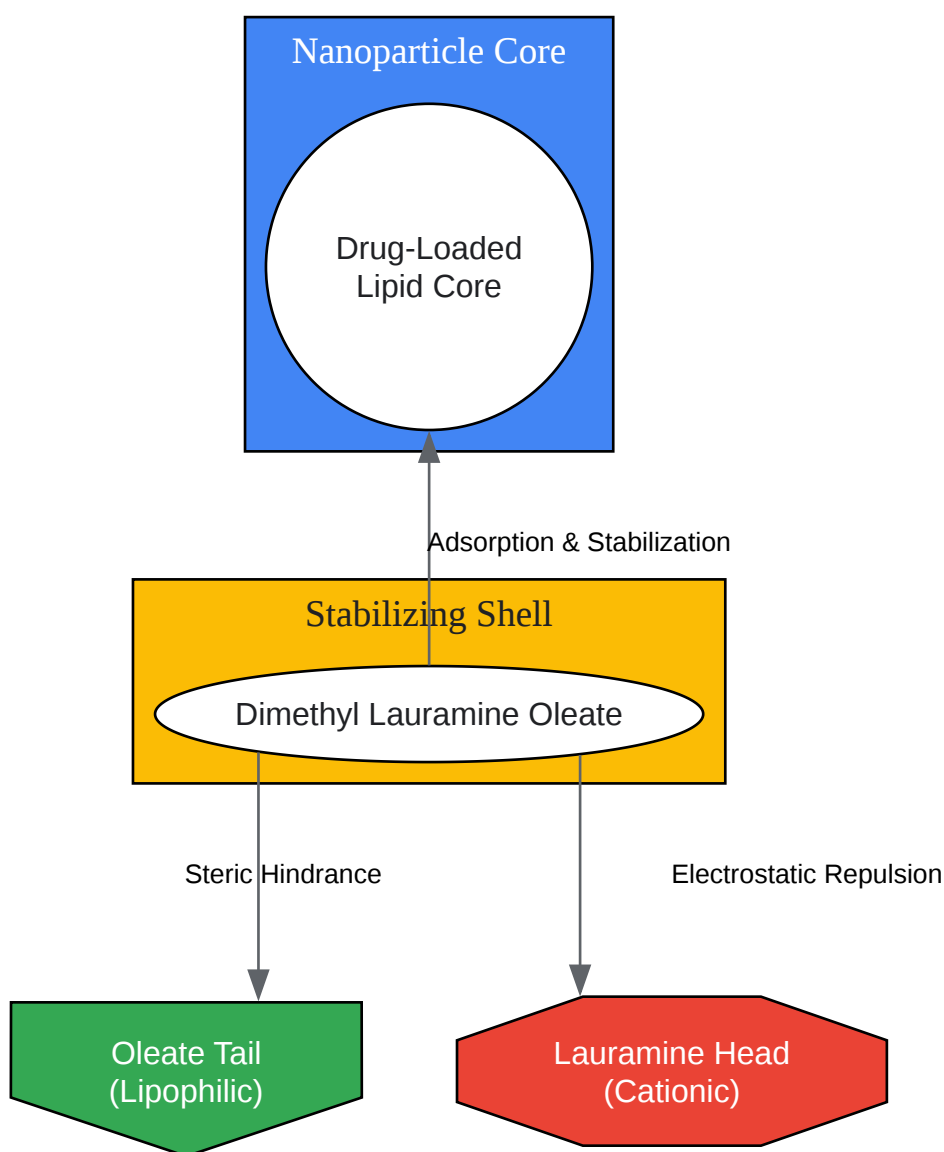 Nanoparticle Core
Drug-Loaded
Lipid Core
Adsorption & Stabilization
Stabilizing Shell
Dimethyl Lauramine Oleate
Steric Hindrance
Electrostatic Repulsion
Oleate Tail
(Lipophilic)
Lauramine Head
(Cationic)